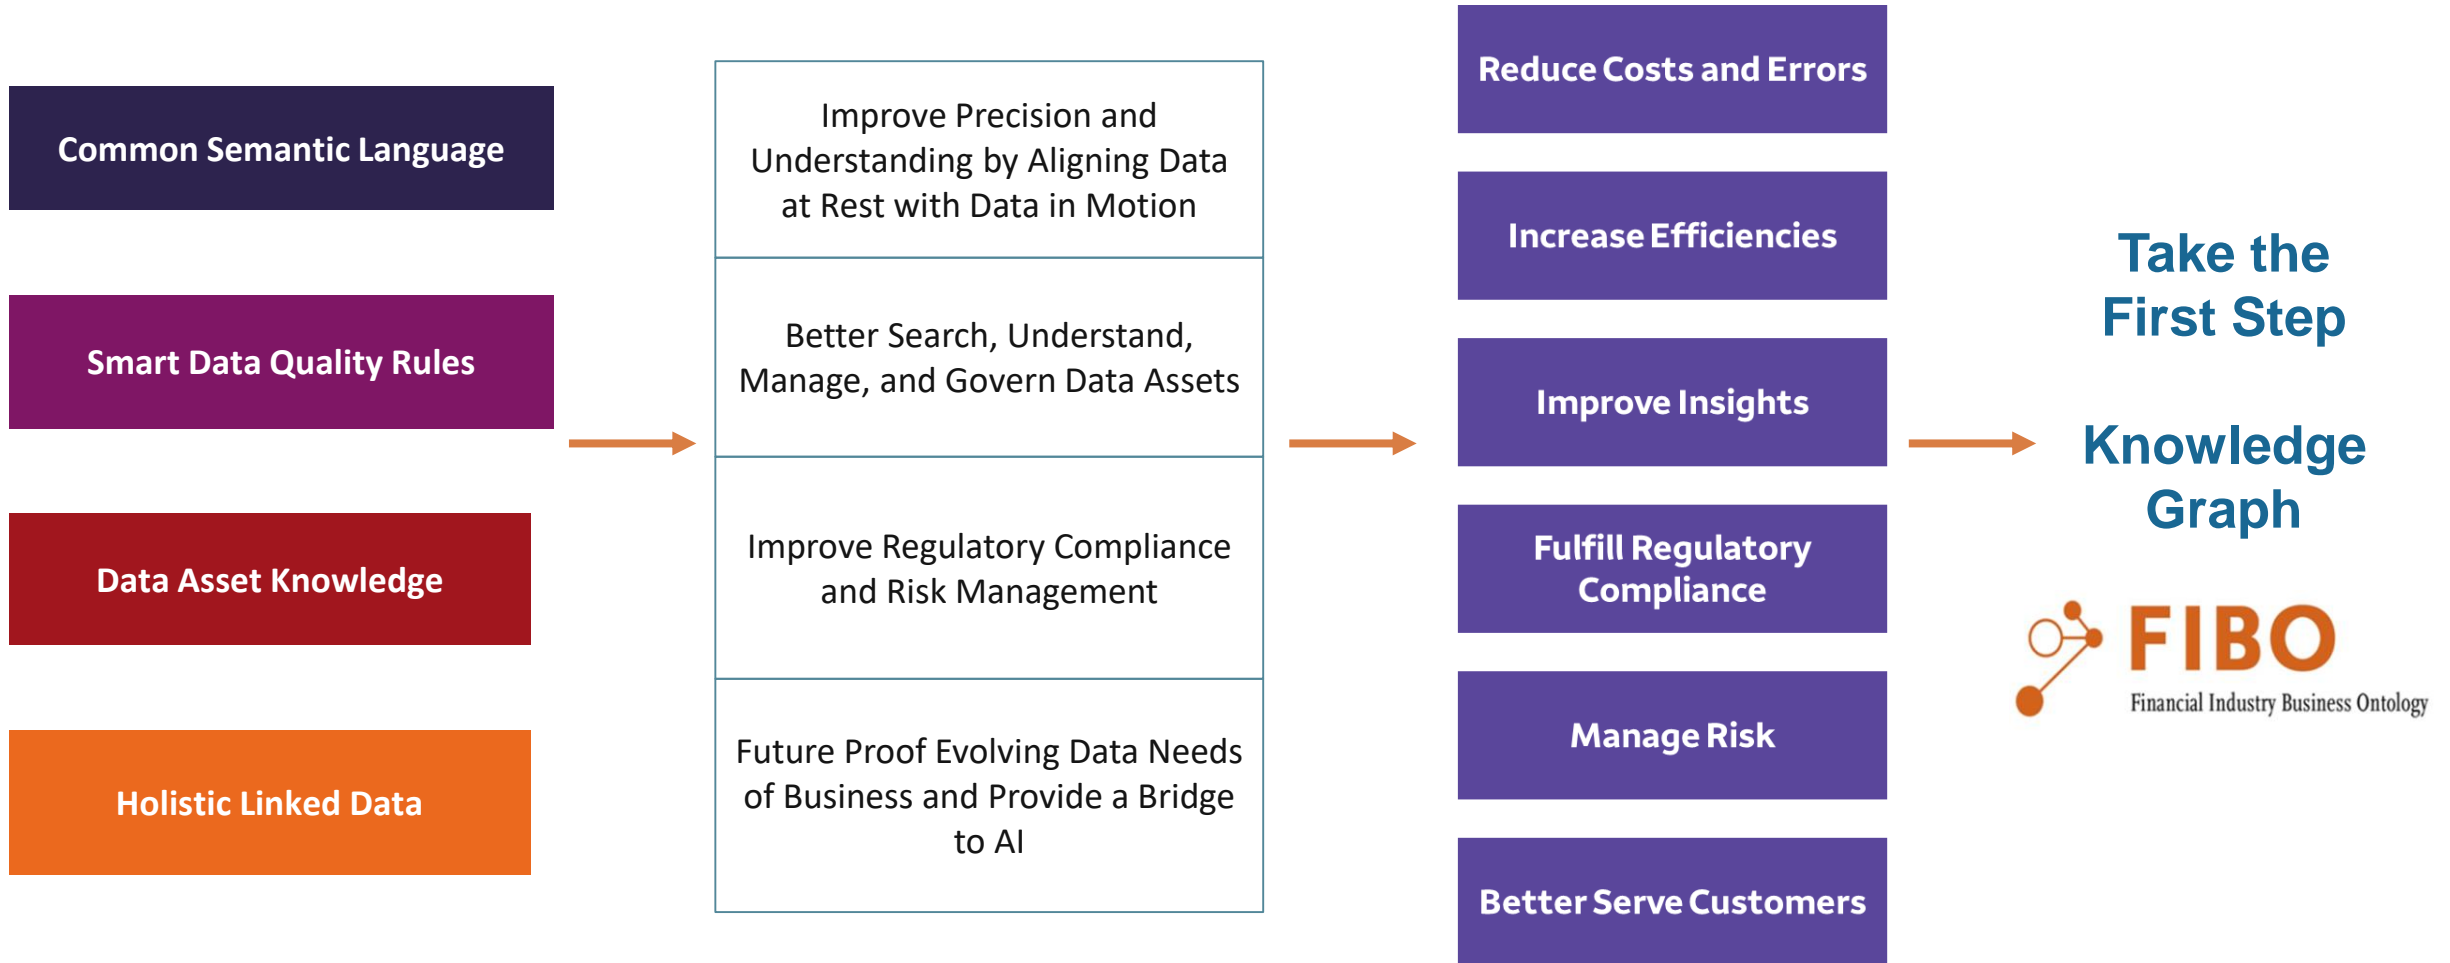 Common Semantic Language
Smart Data Quality Rules
Data Asset Knowledge
Holistic Linked Data
Improve Precision and
Understanding by Aligning Data
at Rest with Data in Motion
Better Search, Understand,
Manage, and Govern Data Assets
Improve Regulatory Compliance
and Risk Management
Future Proof Evolving Data Needs
of Business and Provide a Bridge
to AI
Reduce Costs and Errors
Increase Efficiencies
Improve Insights
Fulfill Regulatory
Compliance
Manage Risk
Better Serve Customers
Take the
First Step
Knowledge
Graph
FIBO
Financial Industry Business Ontology